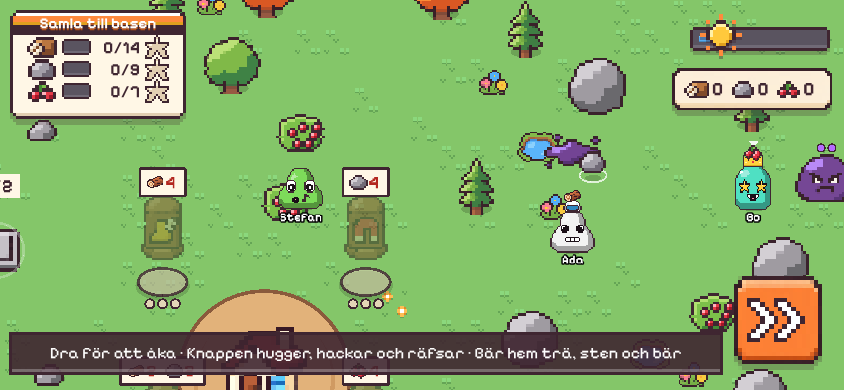 Samla till basen
0/14
0/9
0/7
0 0 0
/8
4
4
Stefan
Bo
Ada
Dra för att åka · Knappen hugger, hackar och räfsar · Bär hem trä, sten och bär